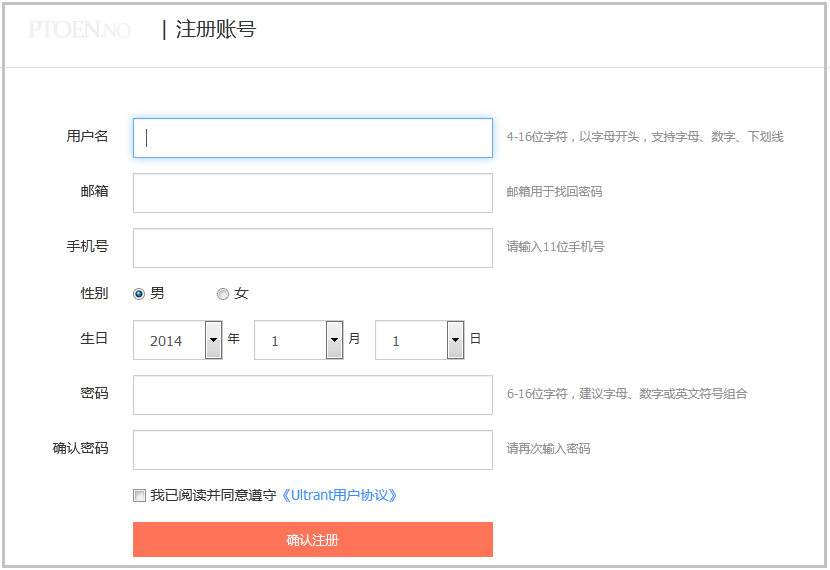 PTOEN.NO | 注册账号
用户名 4-16位字符，以字母开头，支持字母、数字、下划线
邮箱 邮箱用于找回密码
手机号 请输入11位手机号
性别 男 女
生日 2014 年 1 月 1 日
密码 6-16位字符，建议字母、数字或英文符号组合
确认密码 请再次输入密码
我已阅读并同意遵守《Ultrant用户协议》
确认注册